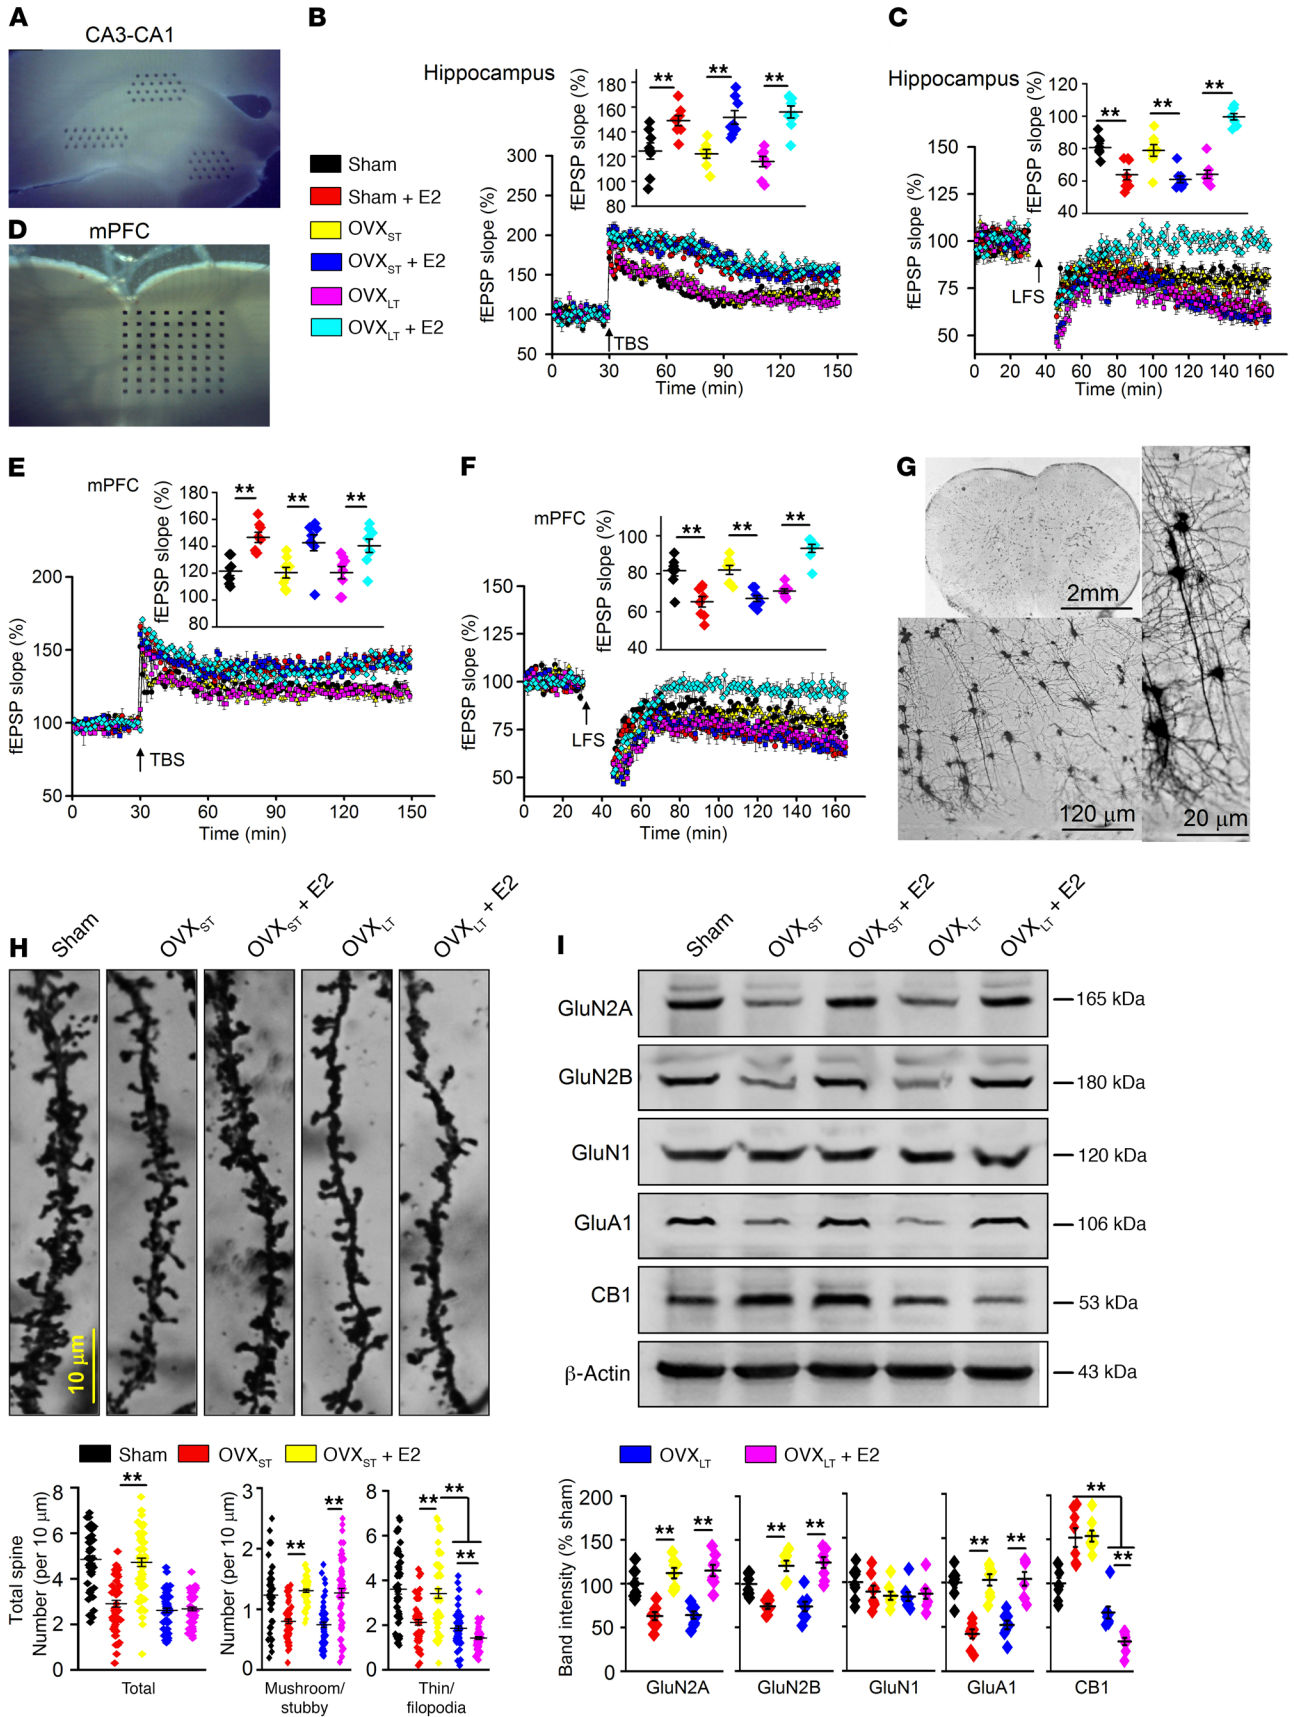 A
CA3-CA1
D
mPFC
B
Sham
Sham + E2
OVXST
OVXST + E2
OVXLT
OVXLT + E2
Hippocampus
fEPSP slope (%)
180
160
140
120
100
80
** ** **
fEPSP slope (%)
300
250
200
150
100
50
TBS
0 30 60 90 120 150
Time (min)
C
Hippocampus
fEPSP slope (%)
120
100
80
60
40
** ** **
fEPSP slope (%)
150
125
100
75
50
LFS
0 20 40 60 80 100 120 140 160
Time (min)
E
mPFC
fEPSP slope (%)
180
160
140
120
100
80
** ** **
fEPSP slope (%)
200
150
100
50
TBS
0 30 60 90 120 150
Time (min)
F
mPFC
fEPSP slope (%)
100
80
60
40
** ** **
fEPSP slope (%)
150
125
100
75
50
LFS
0 20 40 60 80 100 120 140 160
Time (min)
G
2mm
120 μm
20 μm
H
Sham
OVXST
OVXST + E2
OVXLT
OVXLT + E2
10 μm
I
Sham
OVXST
OVXST + E2
OVXLT
OVXLT + E2
GluN2A 165 kDa
GluN2B 180 kDa
GluN1 120 kDa
GluA1 106 kDa
CB1 53 kDa
β-Actin 43 kDa
Sham OVXST OVXST + E2 OVXLT OVXLT + E2
Total spine
Number (per 10 μm)
8
6
4
2
0
**
Total
Number (per 10 μm)
3
2
1
0
** **
Mushroom/
stubby
8
6
4
2
0
** ** **
Thin/
filopodia
Band intensity (% sham)
200
150
100
50
0
** **
GluN2A
** **
GluN2B
GluN1
** **
GluA1
** **
CB1